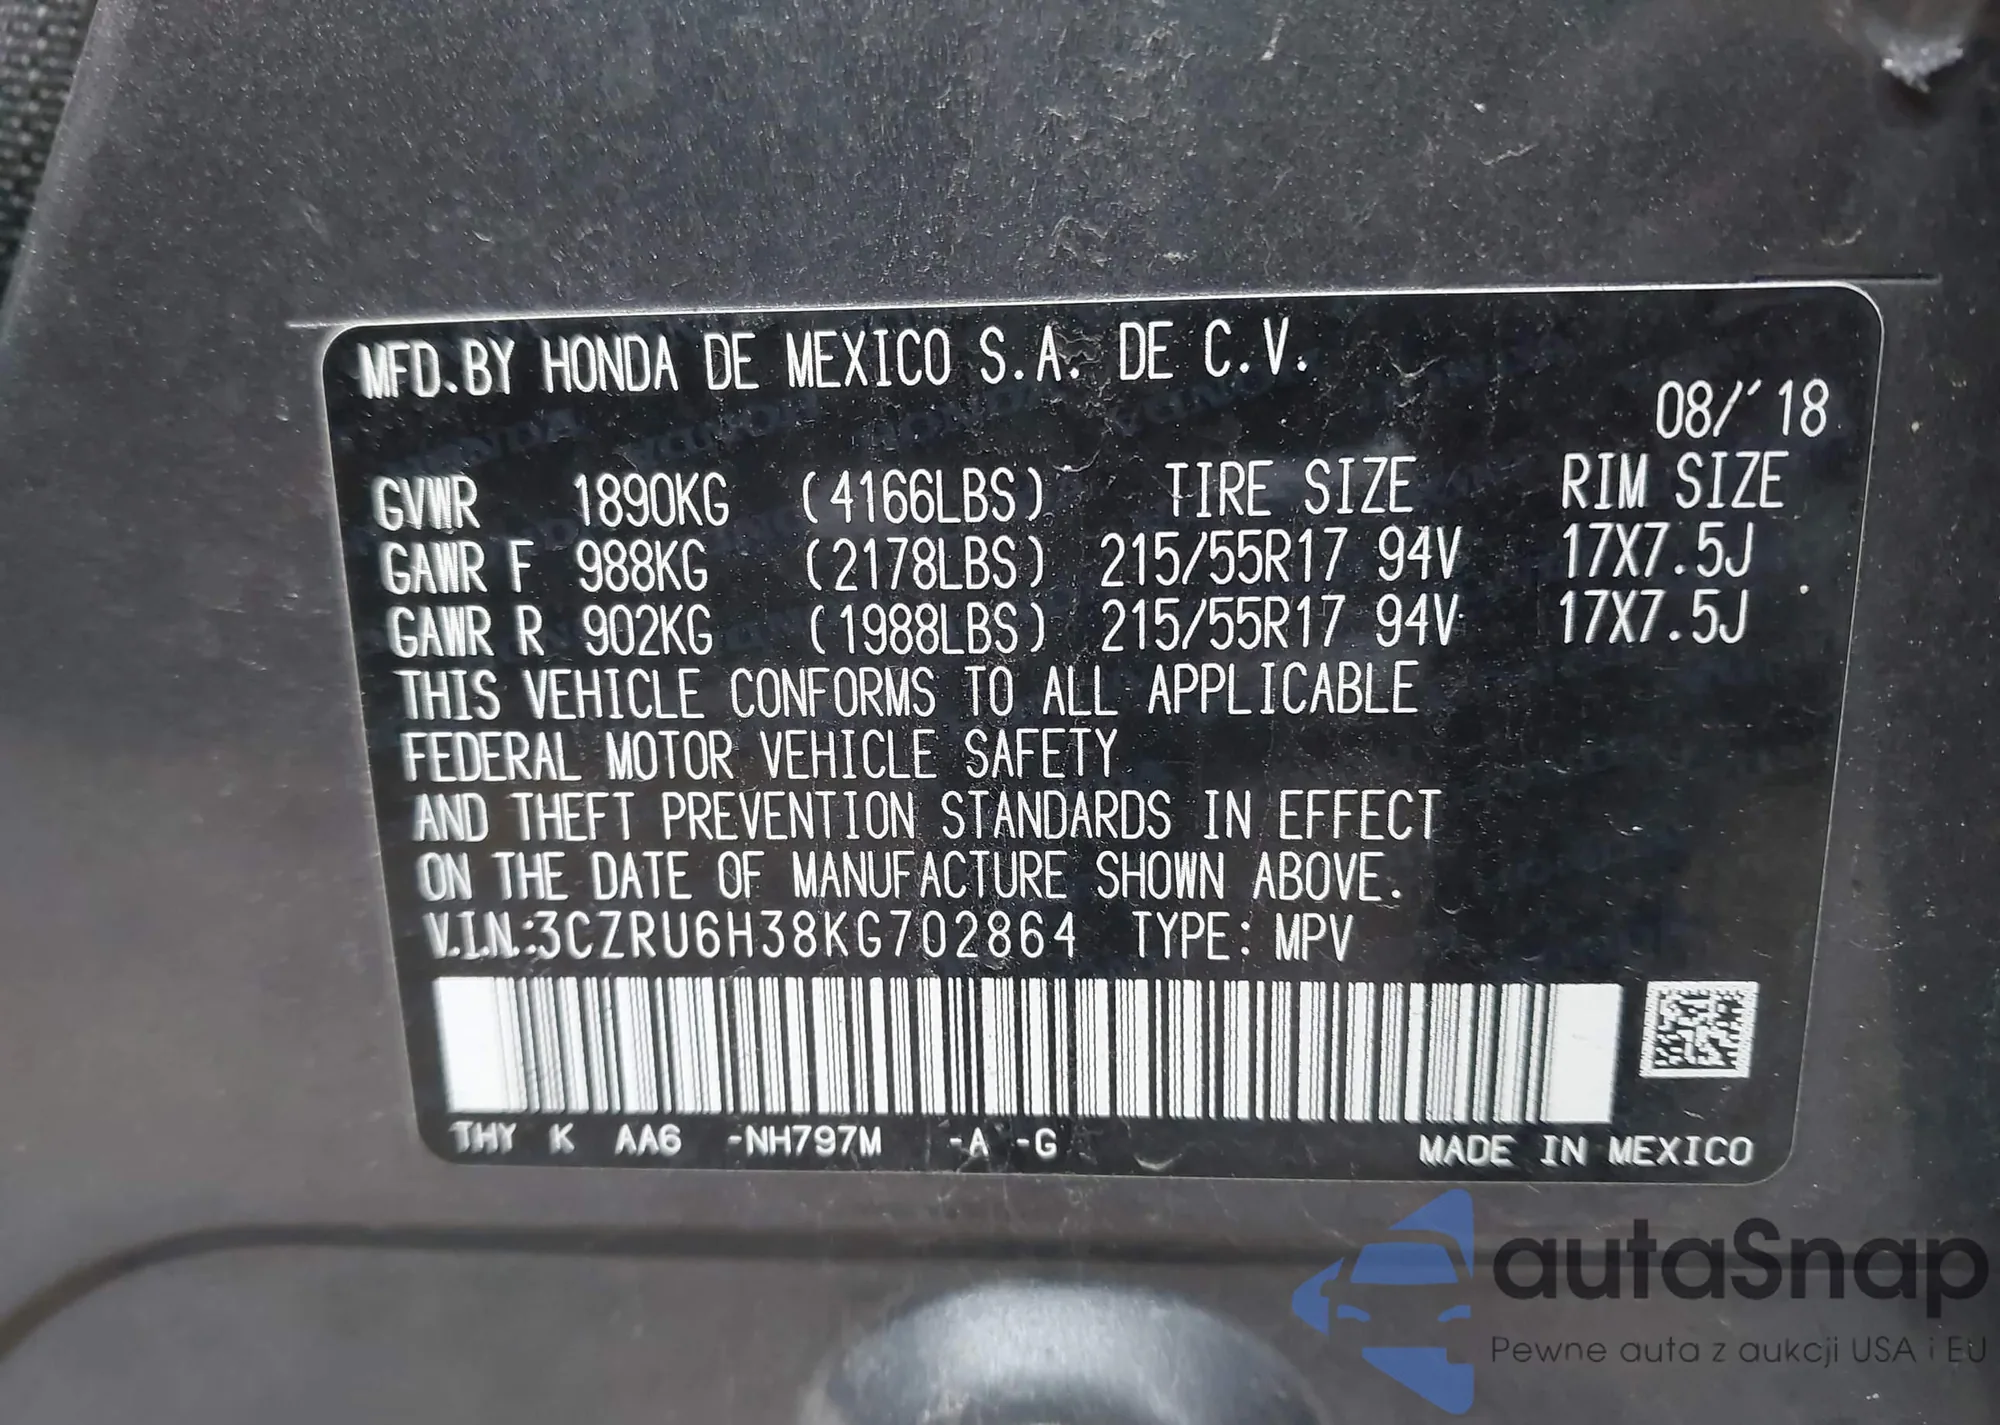 MFD.BY HONDA DE MEXICO S.A. DE C.V.
08/'18
GVWR 1890KG (4166LBS) TIRE SIZE RIM SIZE
GAWR F 988KG (2178LBS) 215/55R17 94V 17X7.5J
GAWR R 902KG (1988LBS) 215/55R17 94V 17X7.5J
THIS VEHICLE CONFORMS TO ALL APPLICABLE
FEDERAL MOTOR VEHICLE SAFETY
AND THEFT PREVENTION STANDARDS IN EFFECT
ON THE DATE OF MANUFACTURE SHOWN ABOVE.
V.I.N.:3CZRU6H38KG702864 TYPE: MPV
THY K AA6 -NH797M -A -G MADE IN MEXICO
autoSnap
Pewne auta z aukcji USA i EU